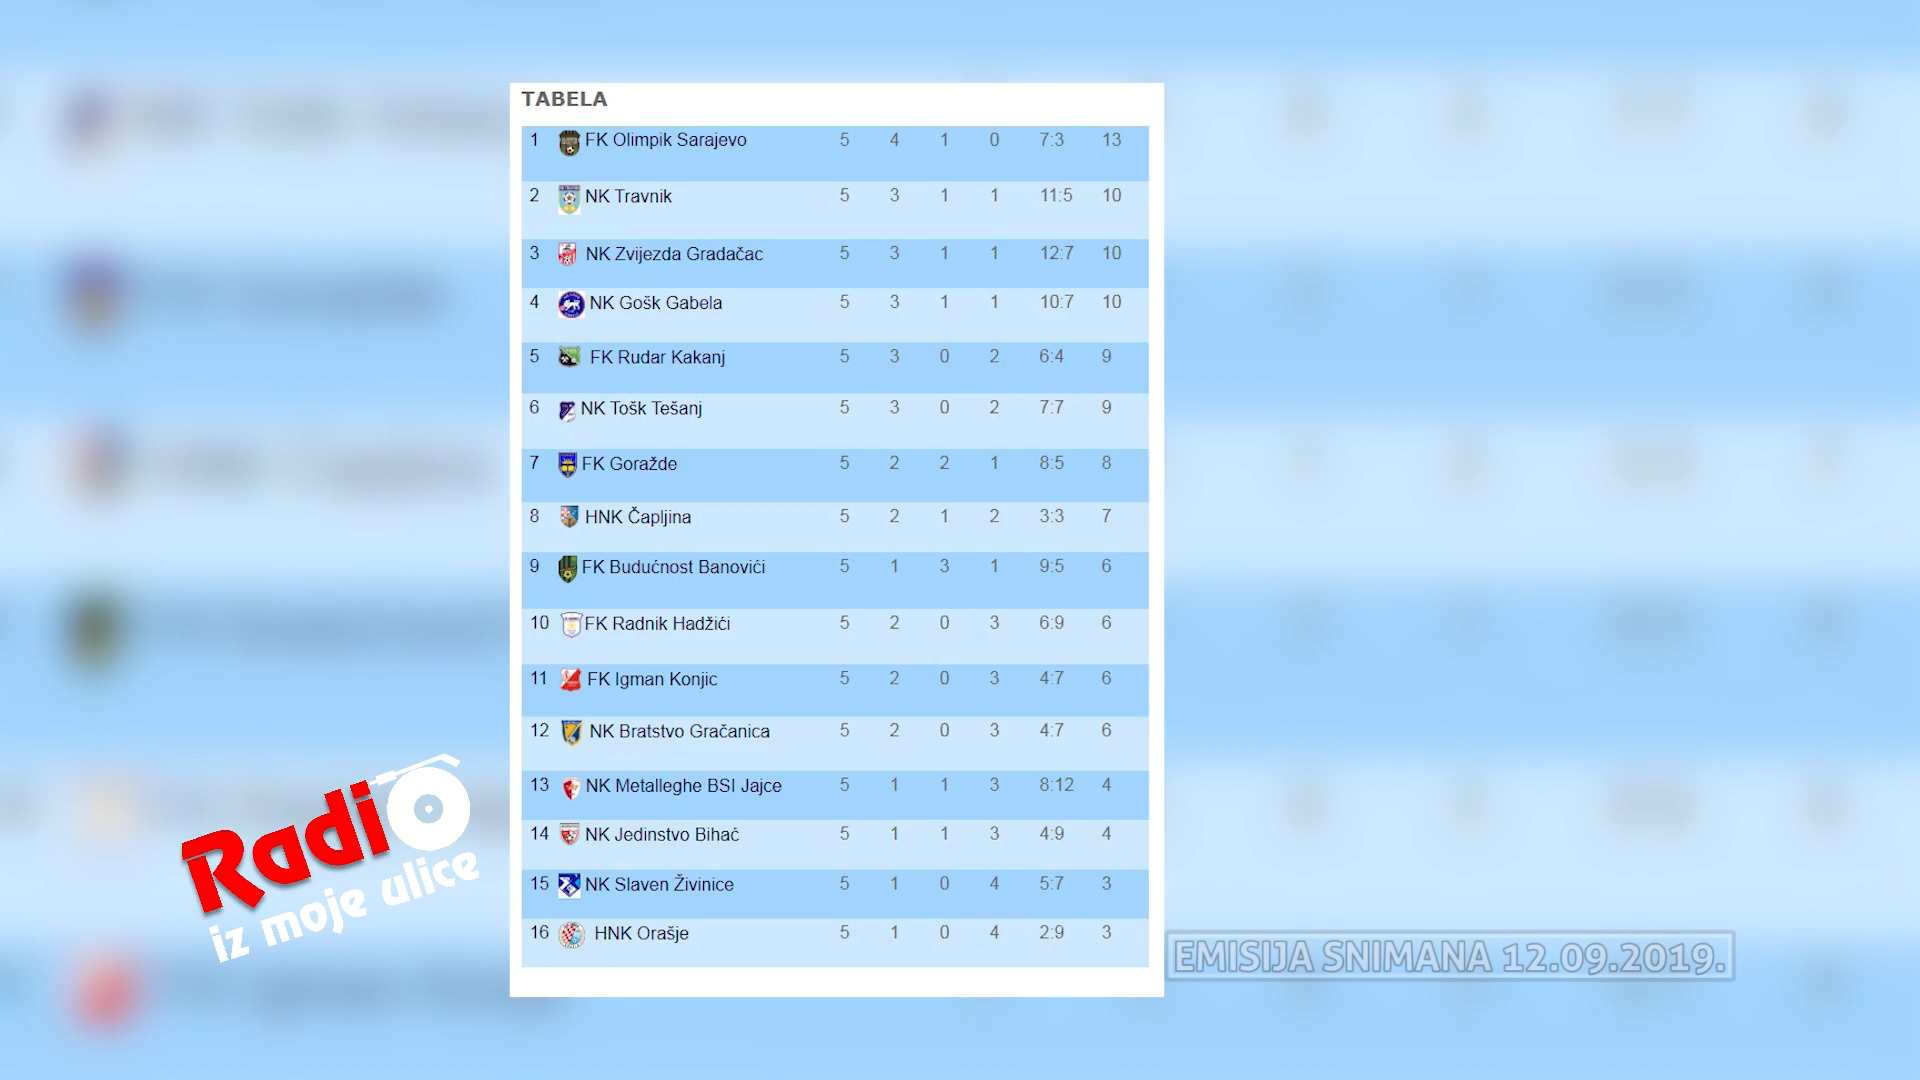 TABELA
1 FK Olimpik Sarajevo 5 4 1 0 7:3 13
2 NK Travnik 5 3 1 1 11:5 10
3 NK Zvijezda Gradačac 5 3 1 1 12:7 10
4 NK Gošk Gabela 5 3 1 1 10:7 10
5 FK Rudar Kakanj 5 3 0 2 6:4 9
6 NK Tošk Tešanj 5 3 0 2 7:7 9
7 FK Goražde 5 2 2 1 8:5 8
8 HNK Čapljina 5 2 1 2 3:3 7
9 FK Budućnost Banovići 5 1 3 1 9:5 6
10 FK Radnik Hadžići 5 2 0 3 6:9 6
11 FK Igman Konjic 5 2 0 3 4:7 6
12 NK Bratstvo Gračanica 5 2 0 3 4:7 6
13 NK Metalleghe BSI Jajce 5 1 1 3 8:12 4
14 NK Jedinstvo Bihać 5 1 1 3 4:9 4
15 NK Slaven Živinice 5 1 0 4 5:7 3
16 HNK Orašje 5 1 0 4 2:9 3
Radio
iz moje ulice
EMISIJA SNIMANA 12.09.2019.